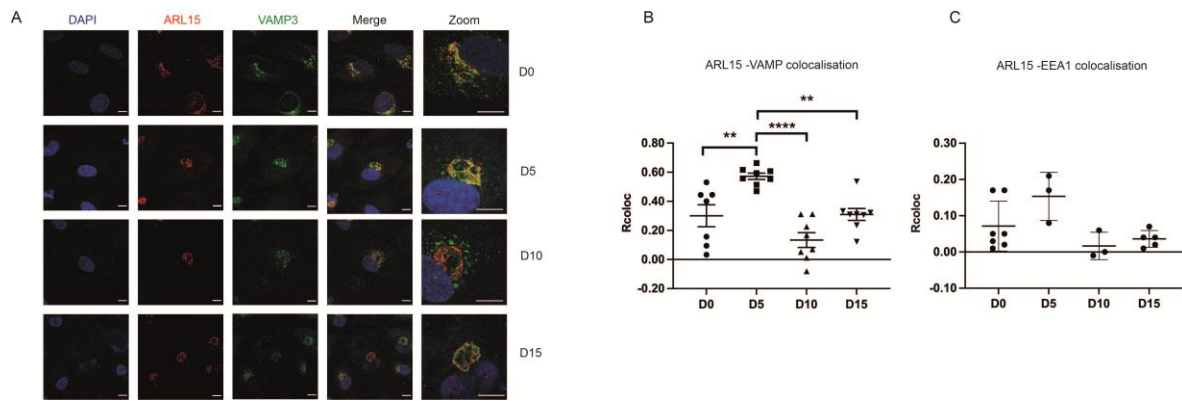 A
DAPI ARL15 VAMP3 Merge Zoom
D0
D5
D10
D15
B
ARL15 -VAMP colocalisation
**
** ****
0.80
0.60
0.40
0.20
0.00
-0.20
Rcoloc
D0 D5 D10 D15
C
ARL15 -EEA1 colocalisation
0.30
0.20
0.10
0.00
-0.10
Rcoloc
D0 D5 D10 D15